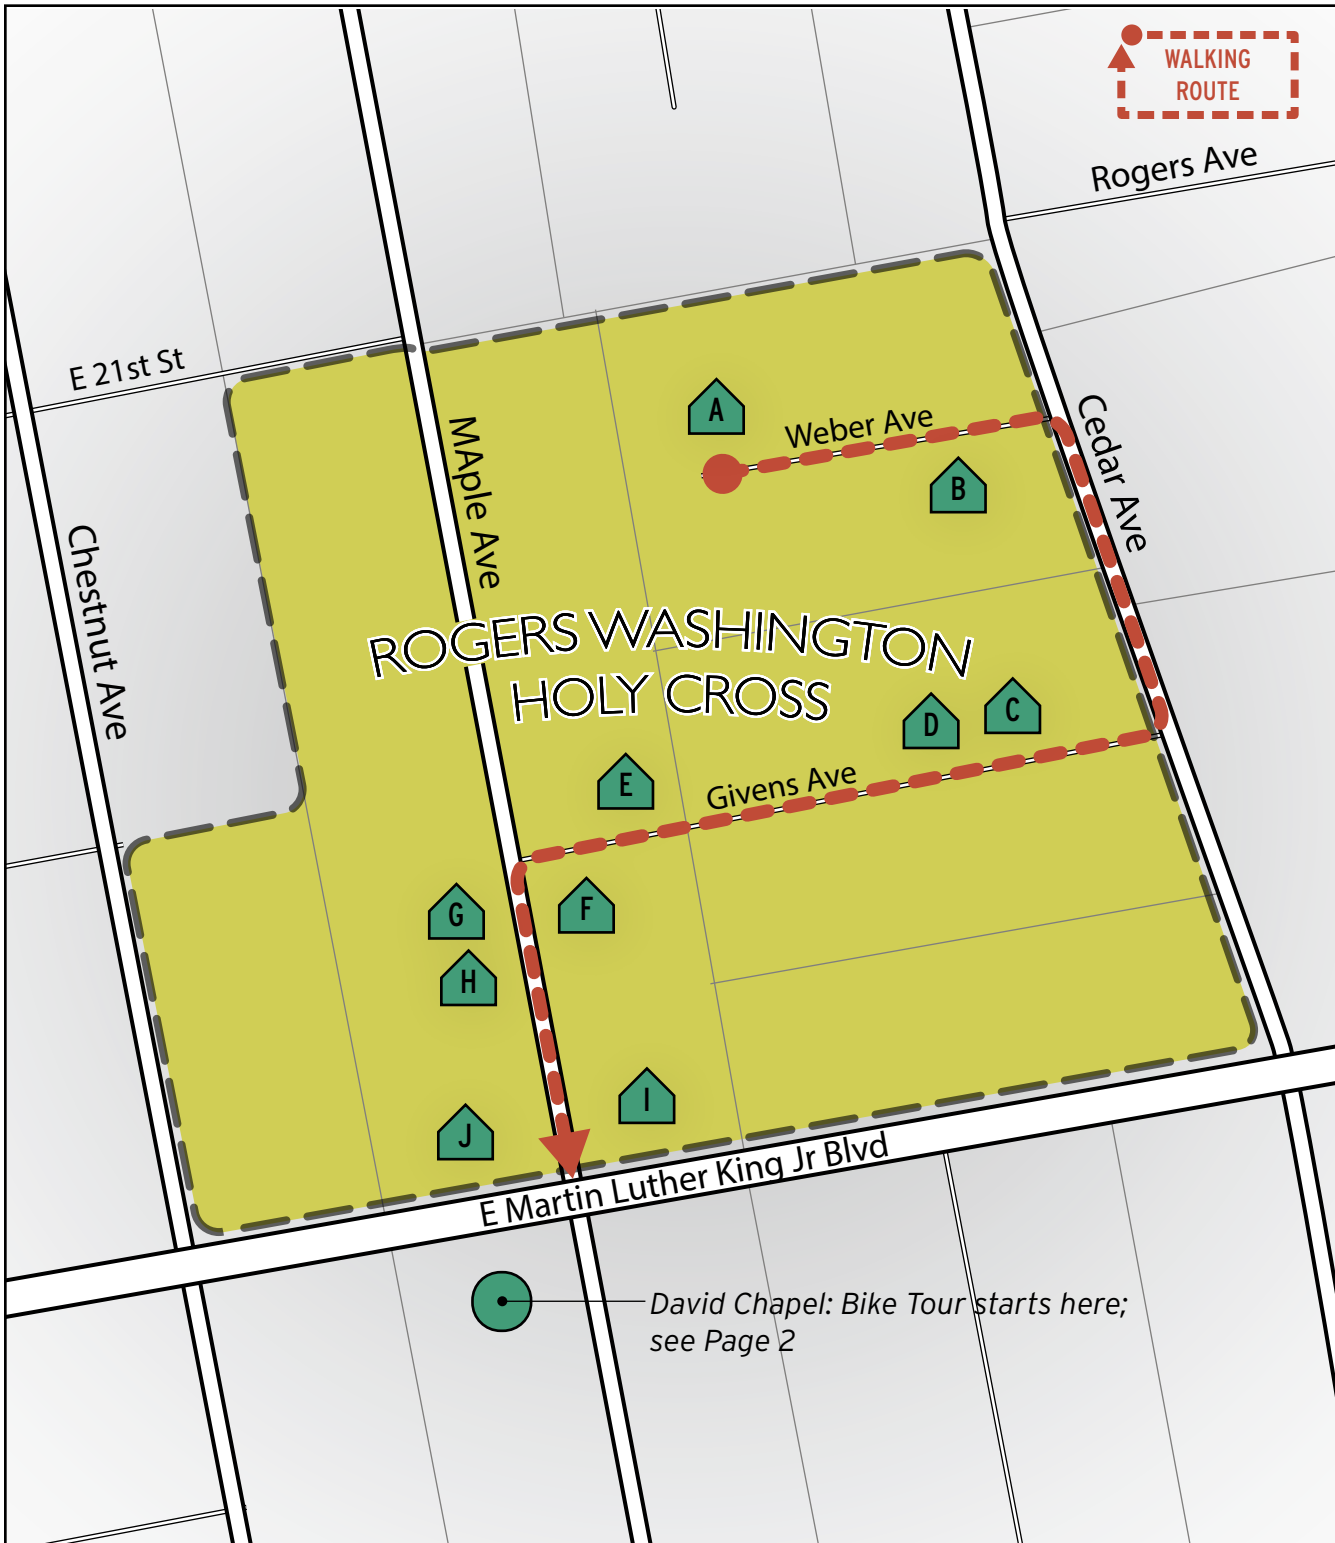 WALKING
ROUTE
Rogers Ave
E 21st St
A
Weber Ave
Cedar Ave
B
MAple Ave
Chestnut Ave
ROGERS WASHINGTON
HOLY CROSS
D
C
E
Givens Ave
G
F
H
I
J
E Martin Luther King Jr Blvd
David Chapel: Bike Tour starts here;
see Page 2